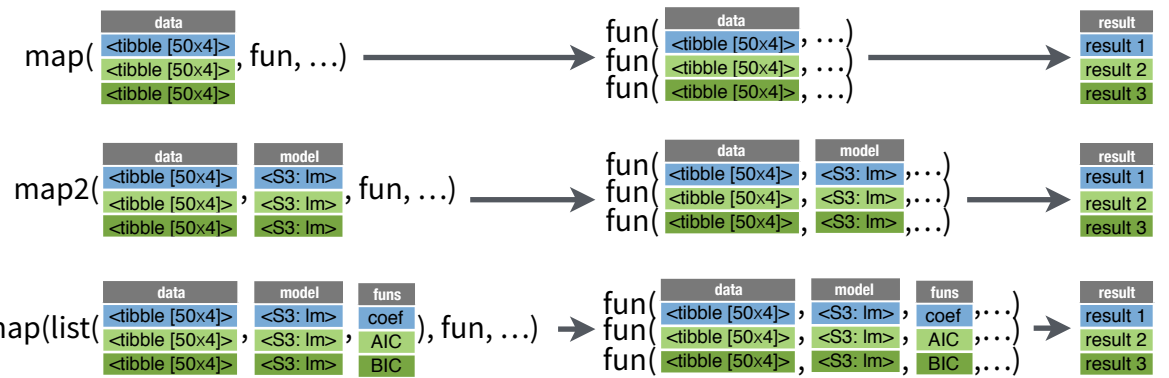 data
map( <tibble [50x4]> , fun, …)
<tibble [50x4]>
<tibble [50x4]>
data
fun( <tibble [50x4]> , …)
fun( <tibble [50x4]> , …)
fun( <tibble [50x4]> , …)
result
result 1
result 2
result 3
data model
map2( <tibble [50x4]> , <S3: lm> , fun, …)
<tibble [50x4]> <S3: lm>
<tibble [50x4]> <S3: lm>
data model
fun( <tibble [50x4]> , <S3: lm> ,…)
fun( <tibble [50x4]> , <S3: lm> ,…)
fun( <tibble [50x4]> , <S3: lm> ,…)
result
result 1
result 2
result 3
data model funs
map(list( <tibble [50x4]> , <S3: lm> , coef ), fun, …)
<tibble [50x4]> <S3: lm> AIC
<tibble [50x4]> <S3: lm> BIC
data model funs
fun( <tibble [50x4]> , <S3: lm> , coef ,…)
fun( <tibble [50x4]> , <S3: lm> , AIC ,…)
fun( <tibble [50x4]> , <S3: lm> , BIC ,…)
result
result 1
result 2
result 3